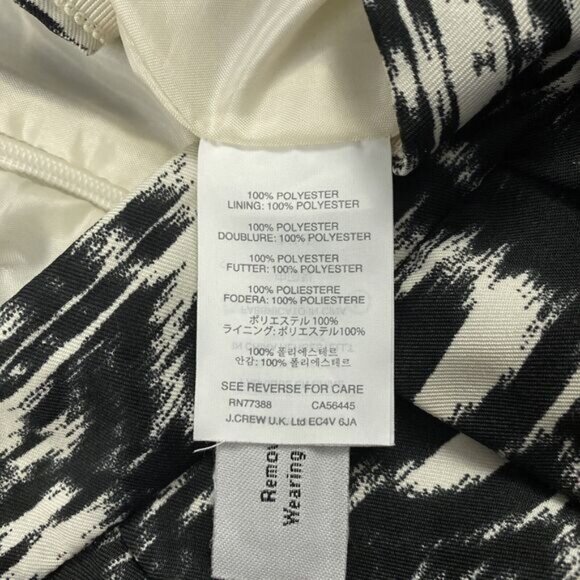 100% POLYESTER
LINING: 100% POLYESTER
100% POLYESTER
DOUBLURE: 100% POLYESTER
100% POLYESTER
FUTTER: 100% POLYESTER
100% POLIESTERE
FODERA: 100% POLIESTERE
ポリエステル 100%
ライニング: ポリエステル100%
100% 폴리에스테르
안감: 100% 폴리에스테르
SEE REVERSE FOR CARE
RN77388 CA56445
J.CREW U.K. Ltd EC4V 6JA
Wearing